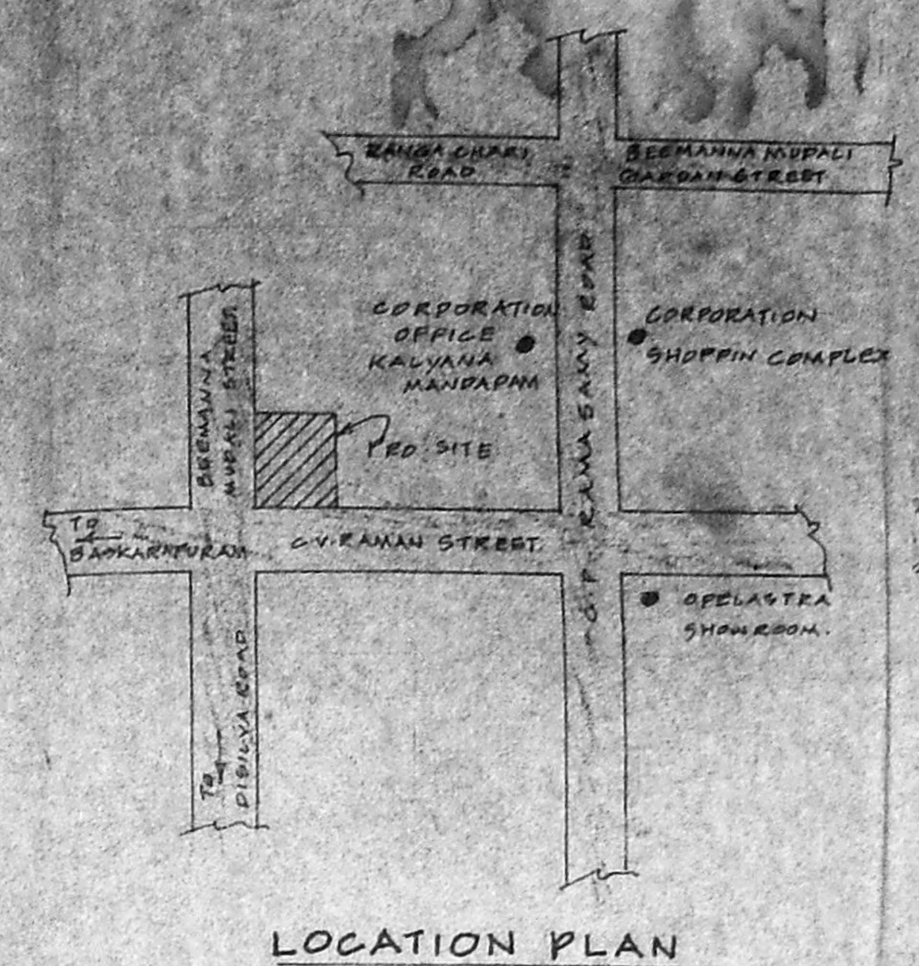 RANGA CHARI
ROAD
BEEMANNA MUDALI
GARDAN STREET
CORPORATION
OFFICE
KALYANA
MANDAPAM
CORPORATION
SHOPPIN COMPLEX
C.P. RAMASAMY ROAD
BEEMANNA
MUDALI STREET
PRO. SITE
TO
BASKARAPURAM
C.V. RAMAN STREET.
OPELASTRA
SHOWROOM.
TO
DISILVA ROAD
LOCATION PLAN